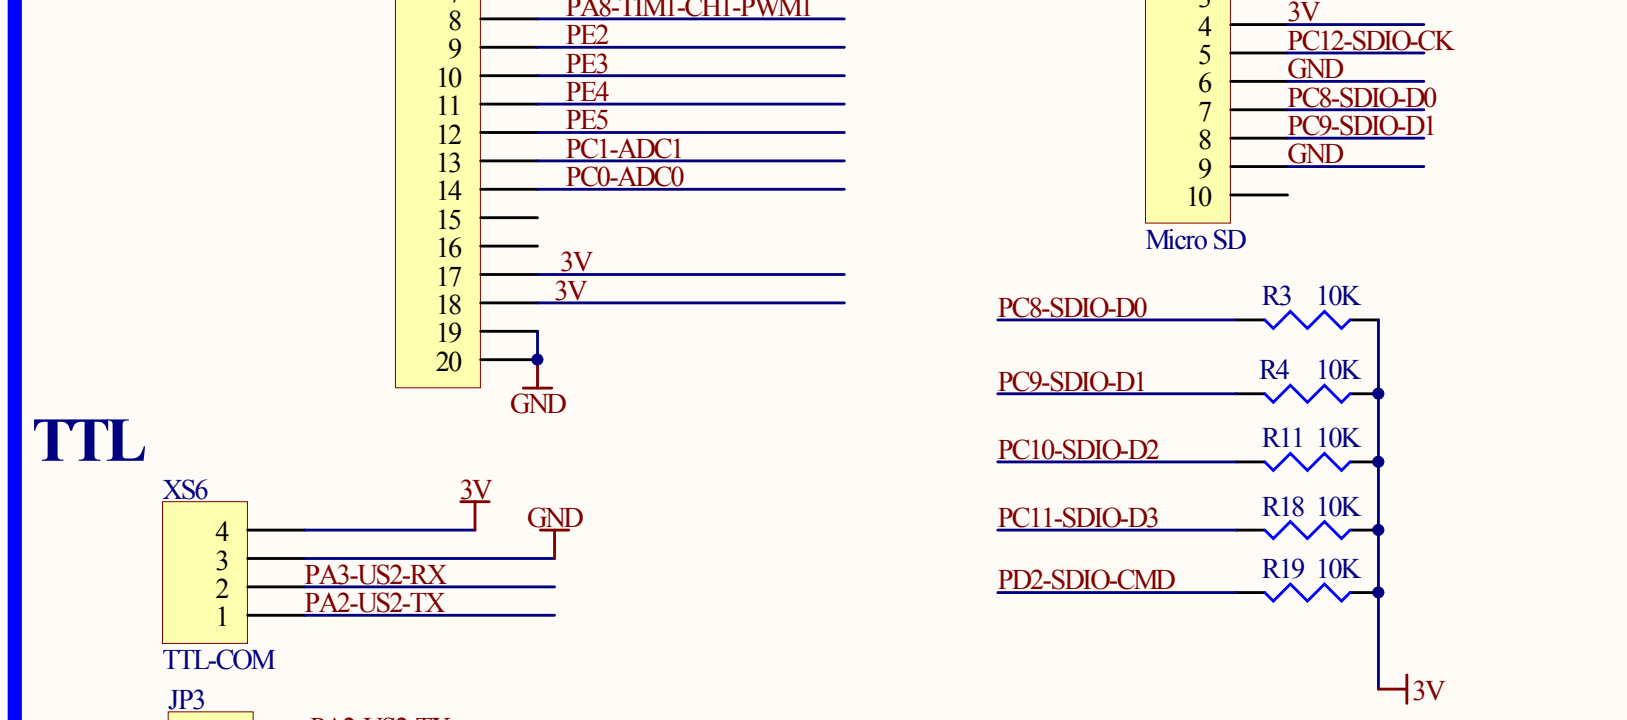 8 PA8-TIM1-CH1-PWM1
9 PE2
10 PE3
11 PE4
12 PE5
13 PC1-ADC1
14 PC0-ADC0
15
16
17 3V
18 3V
19
20
GND
3V
4
PC12-SDIO-CK
5
GND
6
PC8-SDIO-D0
7
PC9-SDIO-D1
8
GND
9
10
Micro SD
PC8-SDIO-D0 R3 10K
PC9-SDIO-D1 R4 10K
PC10-SDIO-D2 R11 10K
PC11-SDIO-D3 R18 10K
PD2-SDIO-CMD R19 10K
3V
TTL
XS6
3V
4
GND
3
PA3-US2-RX
2
PA2-US2-TX
1
TTL-COM
JP3
PA2-US2-TX